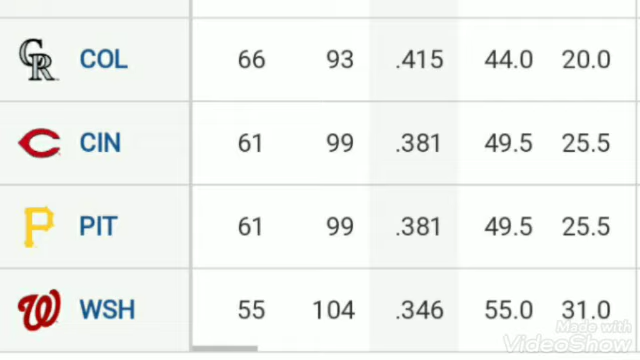 COL 66 93 .415 44.0 20.0
CIN 61 99 .381 49.5 25.5
PIT 61 99 .381 49.5 25.5
WSH 55 104 .346 55.0 31.0
Made with
VideoShow